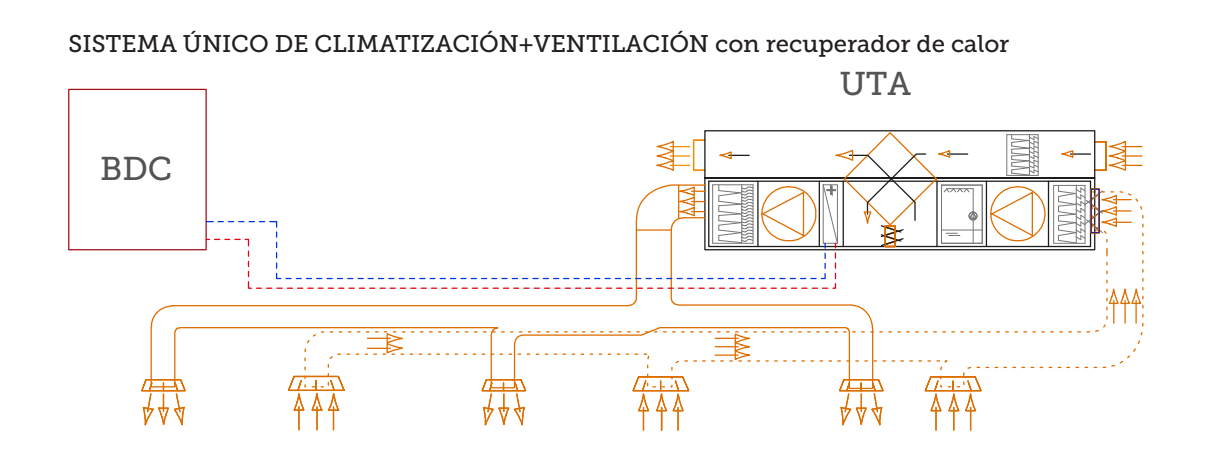 SISTEMA ÚNICO DE CLIMATIZACIÓN+VENTILACIÓN con recuperador de calor
UTA
BDC